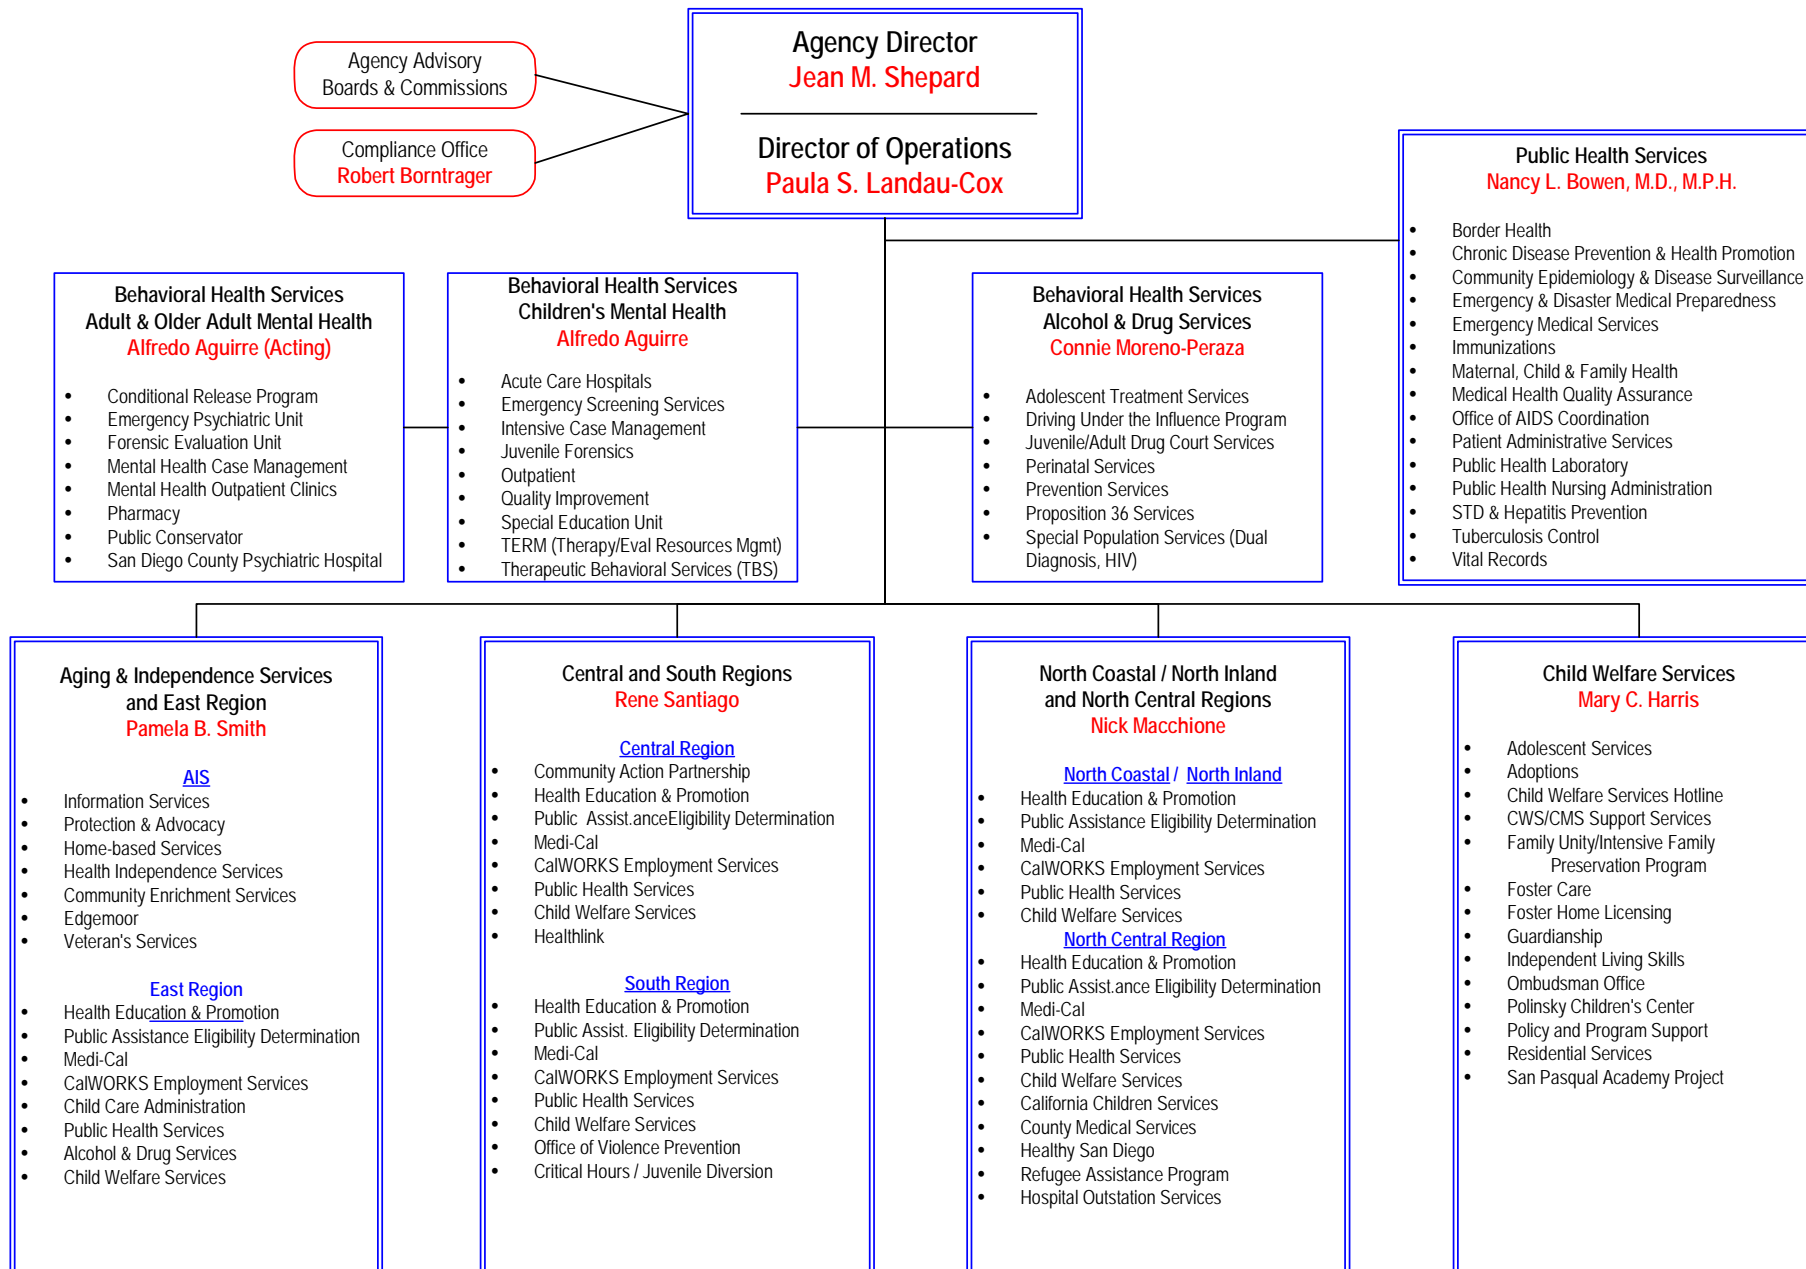 Agency Director
Jean M. Shepard
Director of Operations
Paula S. Landau-Cox
Agency Advisory
Boards & Commissions
Compliance Office
Robert Borntrager
Public Health Services
Nancy L. Bowen, M.D., M.P.H.
• Border Health
• Chronic Disease Prevention & Health Promotion
• Community Epidemiology & Disease Surveillance
• Emergency & Disaster Medical Preparedness
• Emergency Medical Services
• Immunizations
• Maternal, Child & Family Health
• Medical Health Quality Assurance
• Office of AIDS Coordination
• Patient Administrative Services
• Public Health Laboratory
• Public Health Nursing Administration
• STD & Hepatitis Prevention
• Tuberculosis Control
• Vital Records
Behavioral Health Services
Adult & Older Adult Mental Health
Alfredo Aguirre (Acting)
• Conditional Release Program
• Emergency Psychiatric Unit
• Forensic Evaluation Unit
• Mental Health Case Management
• Mental Health Outpatient Clinics
• Pharmacy
• Public Conservator
• San Diego County Psychiatric Hospital
Behavioral Health Services
Children's Mental Health
Alfredo Aguirre
• Acute Care Hospitals
• Emergency Screening Services
• Intensive Case Management
• Juvenile Forensics
• Outpatient
• Quality Improvement
• Special Education Unit
• TERM (Therapy/Eval Resources Mgmt)
• Therapeutic Behavioral Services (TBS)
Behavioral Health Services
Alcohol & Drug Services
Connie Moreno-Peraza
• Adolescent Treatment Services
• Driving Under the Influence Program
• Juvenile/Adult Drug Court Services
• Perinatal Services
• Prevention Services
• Proposition 36 Services
• Special Population Services (Dual
Diagnosis, HIV)
Aging & Independence Services
and East Region
Pamela B. Smith
AIS
• Information Services
• Protection & Advocacy
• Home-based Services
• Health Independence Services
• Community Enrichment Services
• Edgemoor
• Veteran's Services
East Region
• Health Education & Promotion
• Public Assistance Eligibility Determination
• Medi-Cal
• CalWORKS Employment Services
• Child Care Administration
• Public Health Services
• Alcohol & Drug Services
• Child Welfare Services
Central and South Regions
Rene Santiago
Central Region
• Community Action Partnership
• Health Education & Promotion
• Public Assist.anceEligibility Determination
• Medi-Cal
• CalWORKS Employment Services
• Public Health Services
• Child Welfare Services
• Healthlink
South Region
• Health Education & Promotion
• Public Assist. Eligibility Determination
• Medi-Cal
• CalWORKS Employment Services
• Public Health Services
• Child Welfare Services
• Office of Violence Prevention
• Critical Hours / Juvenile Diversion
North Coastal / North Inland
and North Central Regions
Nick Macchione
North Coastal / North Inland
• Health Education & Promotion
• Public Assistance Eligibility Determination
• Medi-Cal
• CalWORKS Employment Services
• Public Health Services
• Child Welfare Services
North Central Region
• Health Education & Promotion
• Public Assist.ance Eligibility Determination
• Medi-Cal
• CalWORKS Employment Services
• Public Health Services
• Child Welfare Services
• California Children Services
• County Medical Services
• Healthy San Diego
• Refugee Assistance Program
• Hospital Outstation Services
Child Welfare Services
Mary C. Harris
• Adolescent Services
• Adoptions
• Child Welfare Services Hotline
• CWS/CMS Support Services
• Family Unity/Intensive Family
Preservation Program
• Foster Care
• Foster Home Licensing
• Guardianship
• Independent Living Skills
• Ombudsman Office
• Polinsky Children's Center
• Policy and Program Support
• Residential Services
• San Pasqual Academy Project